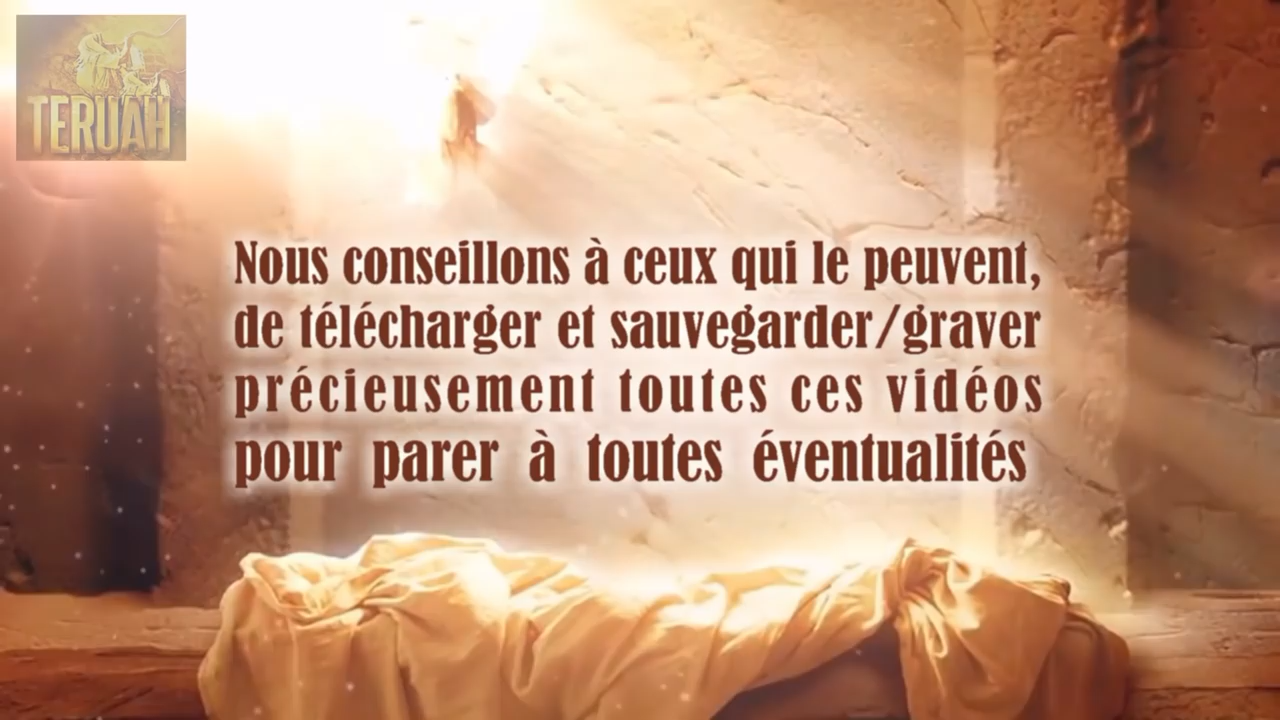 TERUAH
Nous conseillons à ceux qui le peuvent,
de télécharger et sauvegarder/graver
précieusement toutes ces vidéos
pour parer à toutes éventualités